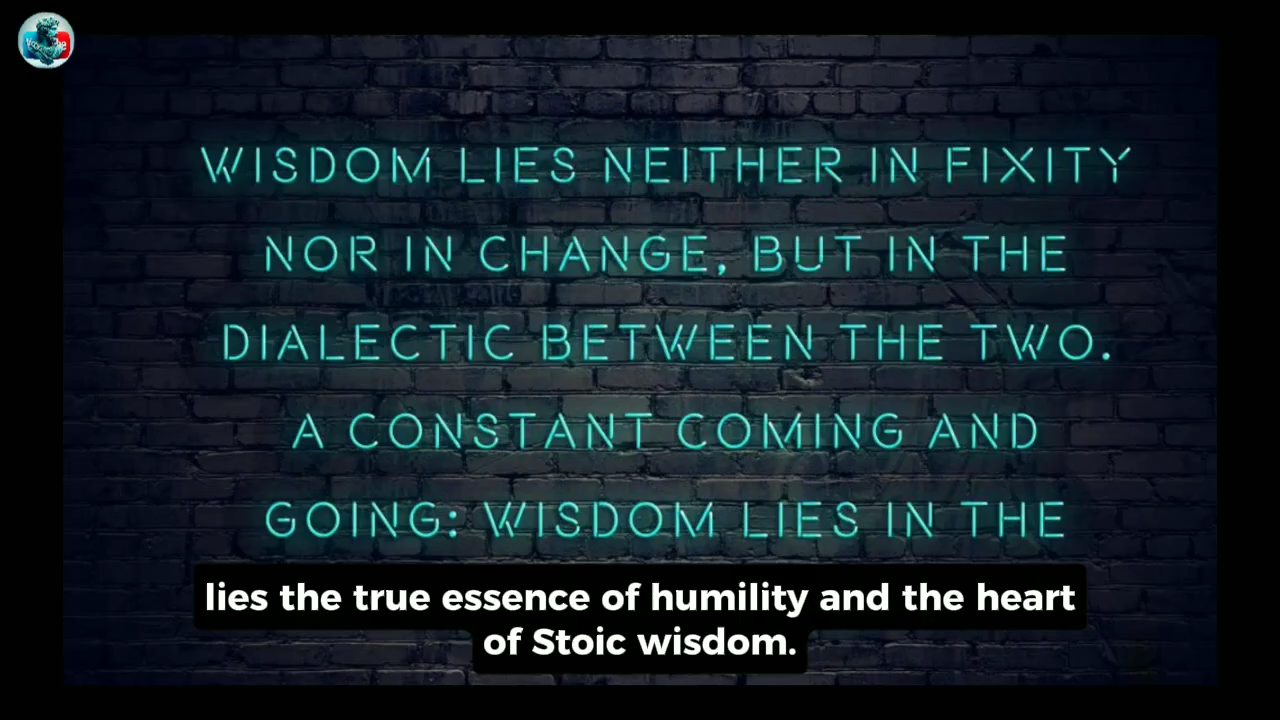 WISDOM LIES NEITHER IN FIXITY
NOR IN CHANGE, BUT IN THE
DIALECTIC BETWEEN THE TWO.
A CONSTANT COMING AND
GOING: WISDOM LIES IN THE
lies the true essence of humility and the heart
of Stoic wisdom.